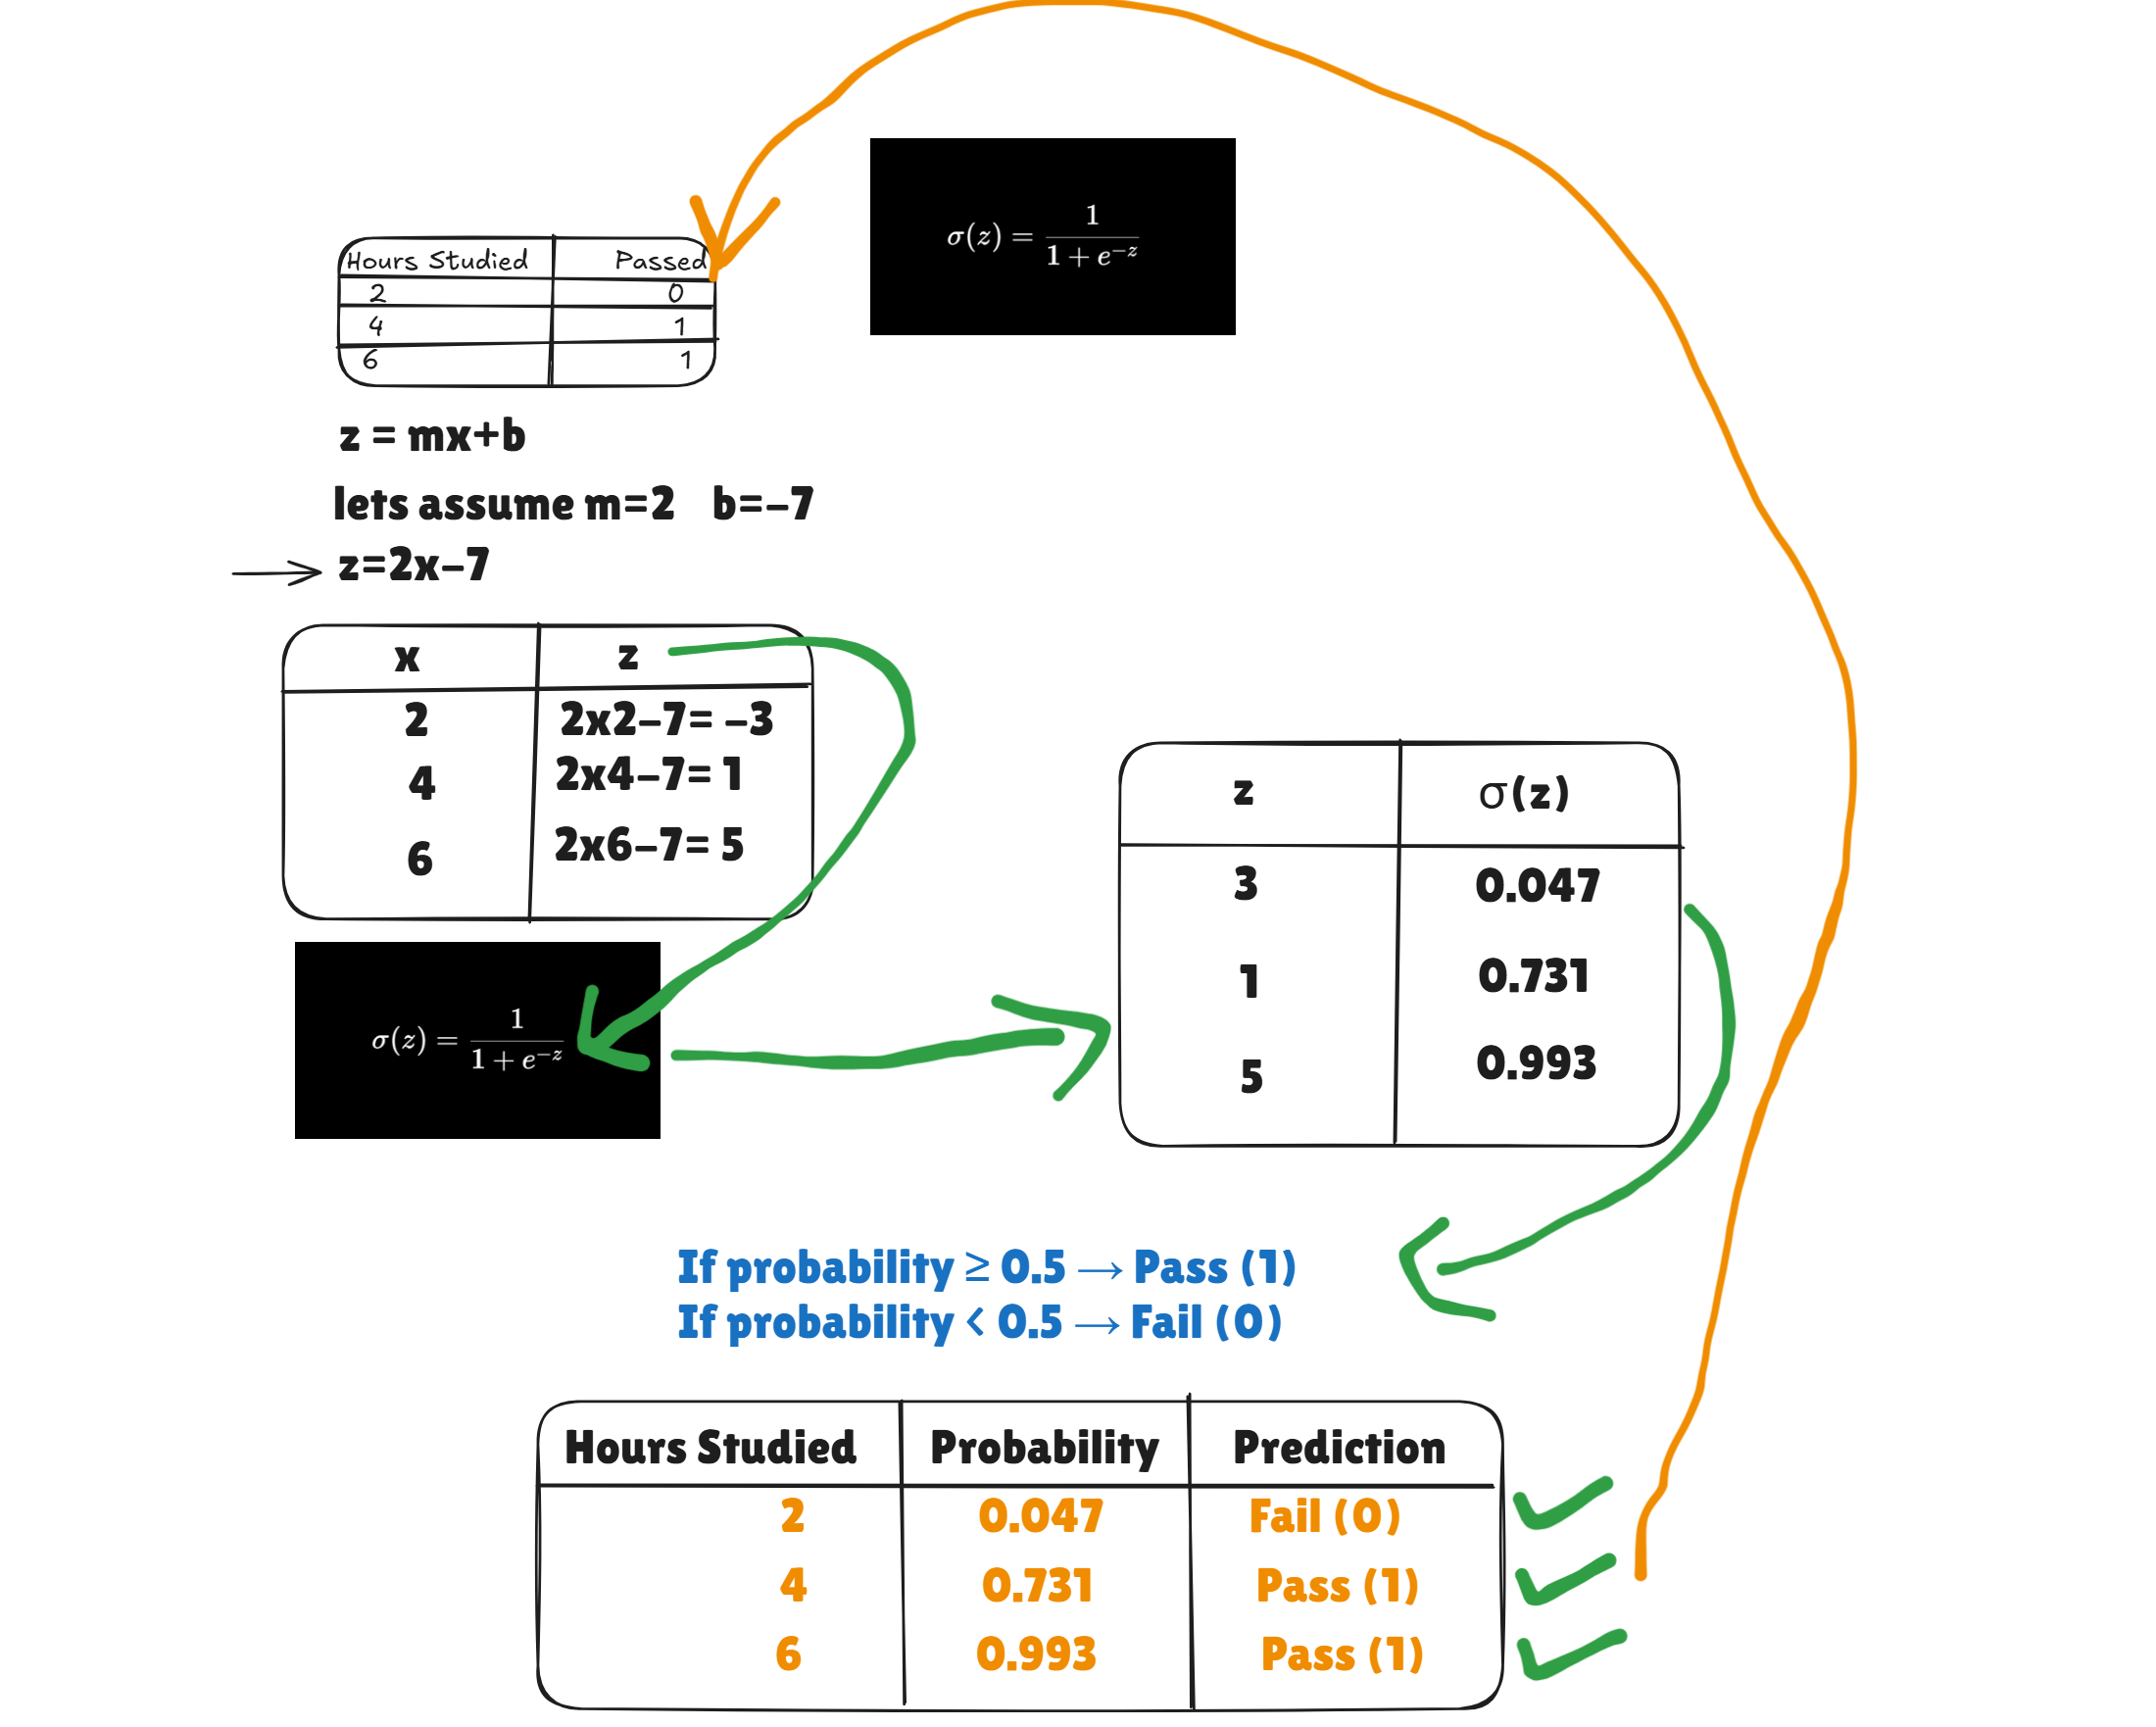 σ(z) = 1 / (1 + e^−z)
Hours Studied Passed
2 0
4 1
6 1
z = mx+b
lets assume m=2 b=-7
z=2x-7
x z
2 2x2-7= -3
4 2x4-7= 1
6 2x6-7= 5
σ(z) = 1 / (1 + e^−z)
z σ(z)
3 0.047
1 0.731
5 0.993
If probability ≥ 0.5 → Pass (1)
If probability < 0.5 → Fail (0)
Hours Studied Probability Prediction
2 0.047 Fail (0)
4 0.731 Pass (1)
6 0.993 Pass (1)